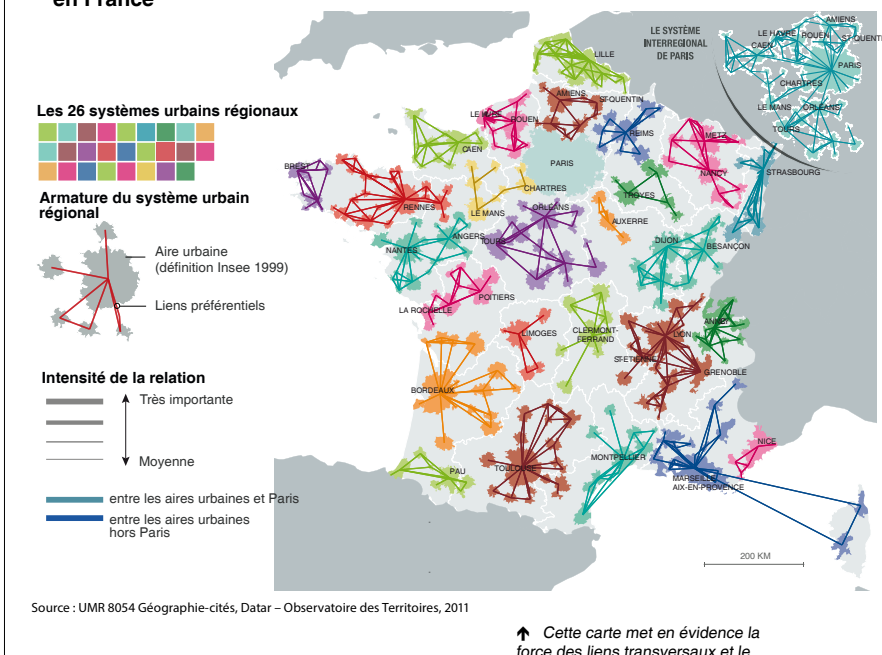 en France
Les 26 systèmes urbains régionaux
Armature du système urbain
régional
Aire urbaine
(définition Insee 1999)
Liens préférentiels
Intensité de la relation
Très importante
Moyenne
entre les aires urbaines et Paris
entre les aires urbaines
hors Paris
LE SYSTÈME
INTERREGIONAL
DE PARIS
AMIENS
LE HAVRE
ROUEN
ST-QUENTI
CAEN
PARIS
CHARTRES
LE MANS
ORLÉANS
TOURS
LILLE
AMIENS
ST-QUENTIN
LE HAVRE
ROUEN
REIMS
METZ
CAEN
PARIS
NANCY
BREST
STRASBOURG
CHARTRES
TROYES
RENNES
LE MANS
ORLÉANS
AUXERRE
ANGERS
TOURS
DIJON
BESANÇON
NANTES
POITIERS
LA ROCHELLE
LIMOGES
CLERMONT-
FERRAND
LION
ST-ETIENNE
GRENOBLE
BORDEAUX
NICE
MONTPELLIER
TOULOUSE
PAU
MARSEILLE
AIX-EN-PROVENCE
200 KM
Source : UMR 8054 Géographie-cités, Datar – Observatoire des Territoires, 2011
↑ Cette carte met en évidence la
force des liens transversaux et le